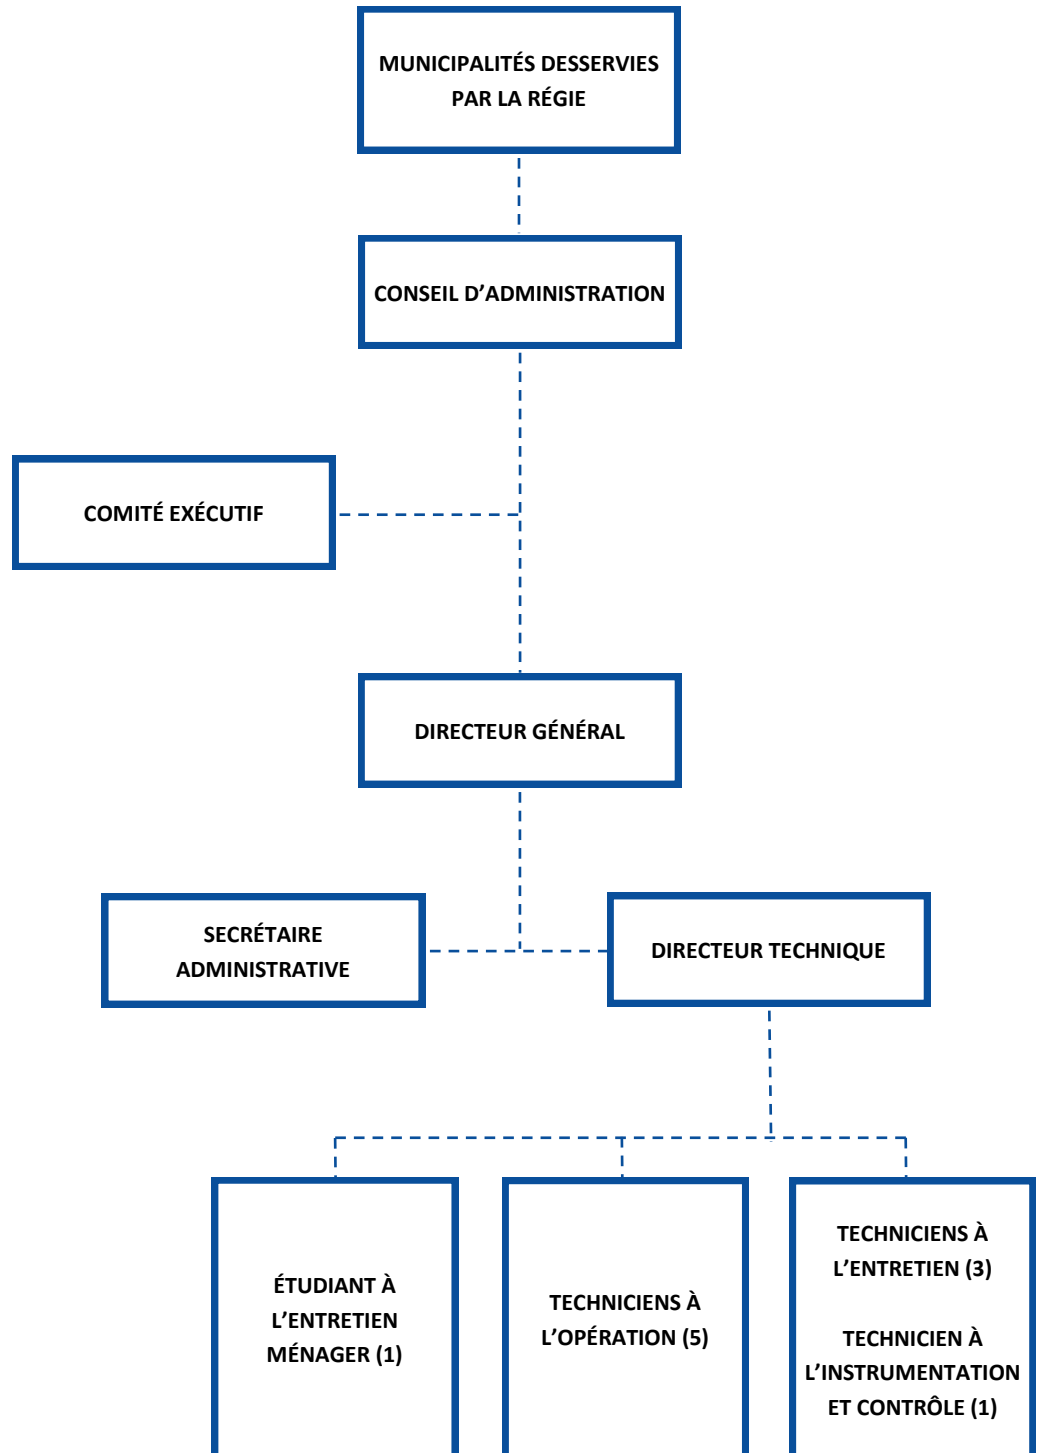 MUNICIPALITÉS DESSERVIES
PAR LA RÉGIE
CONSEIL D’ADMINISTRATION
COMITÉ EXÉCUTIF
DIRECTEUR GÉNÉRAL
SECRÉTAIRE
ADMINISTRATIVE
DIRECTEUR TECHNIQUE
ÉTUDIANT À
L’ENTRETIEN
MÉNAGER (1)
TECHNICIENS À
L’OPÉRATION (5)
TECHNICIENS À
L’ENTRETIEN (3)
TECHNICIEN À
L’INSTRUMENTATION
ET CONTRÔLE (1)